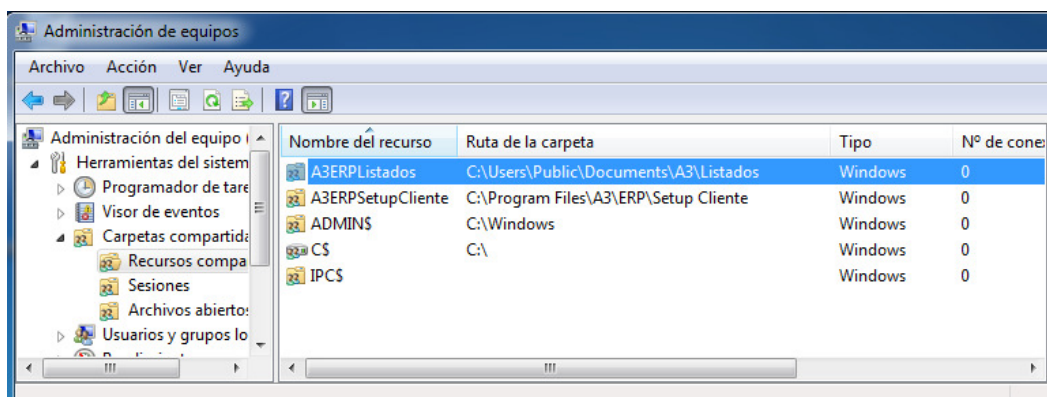 Administración de equipos
Archivo Acción Ver Ayuda
Administración del equipo (
Herramientas del sistem
Programador de tare
Visor de eventos
Carpetas compartida
Recursos compa
Sesiones
Archivos abiertos
Usuarios y grupos lo
Nombre del recurso Ruta de la carpeta Tipo Nº de cone
A3ERPListados C:\Users\Public\Documents\A3\Listados Windows 0
A3ERPSetupCliente C:\Program Files\A3\ERP\Setup Cliente Windows 0
ADMIN$ C:\Windows Windows 0
C$ C:\ Windows 0
IPC$ Windows 0